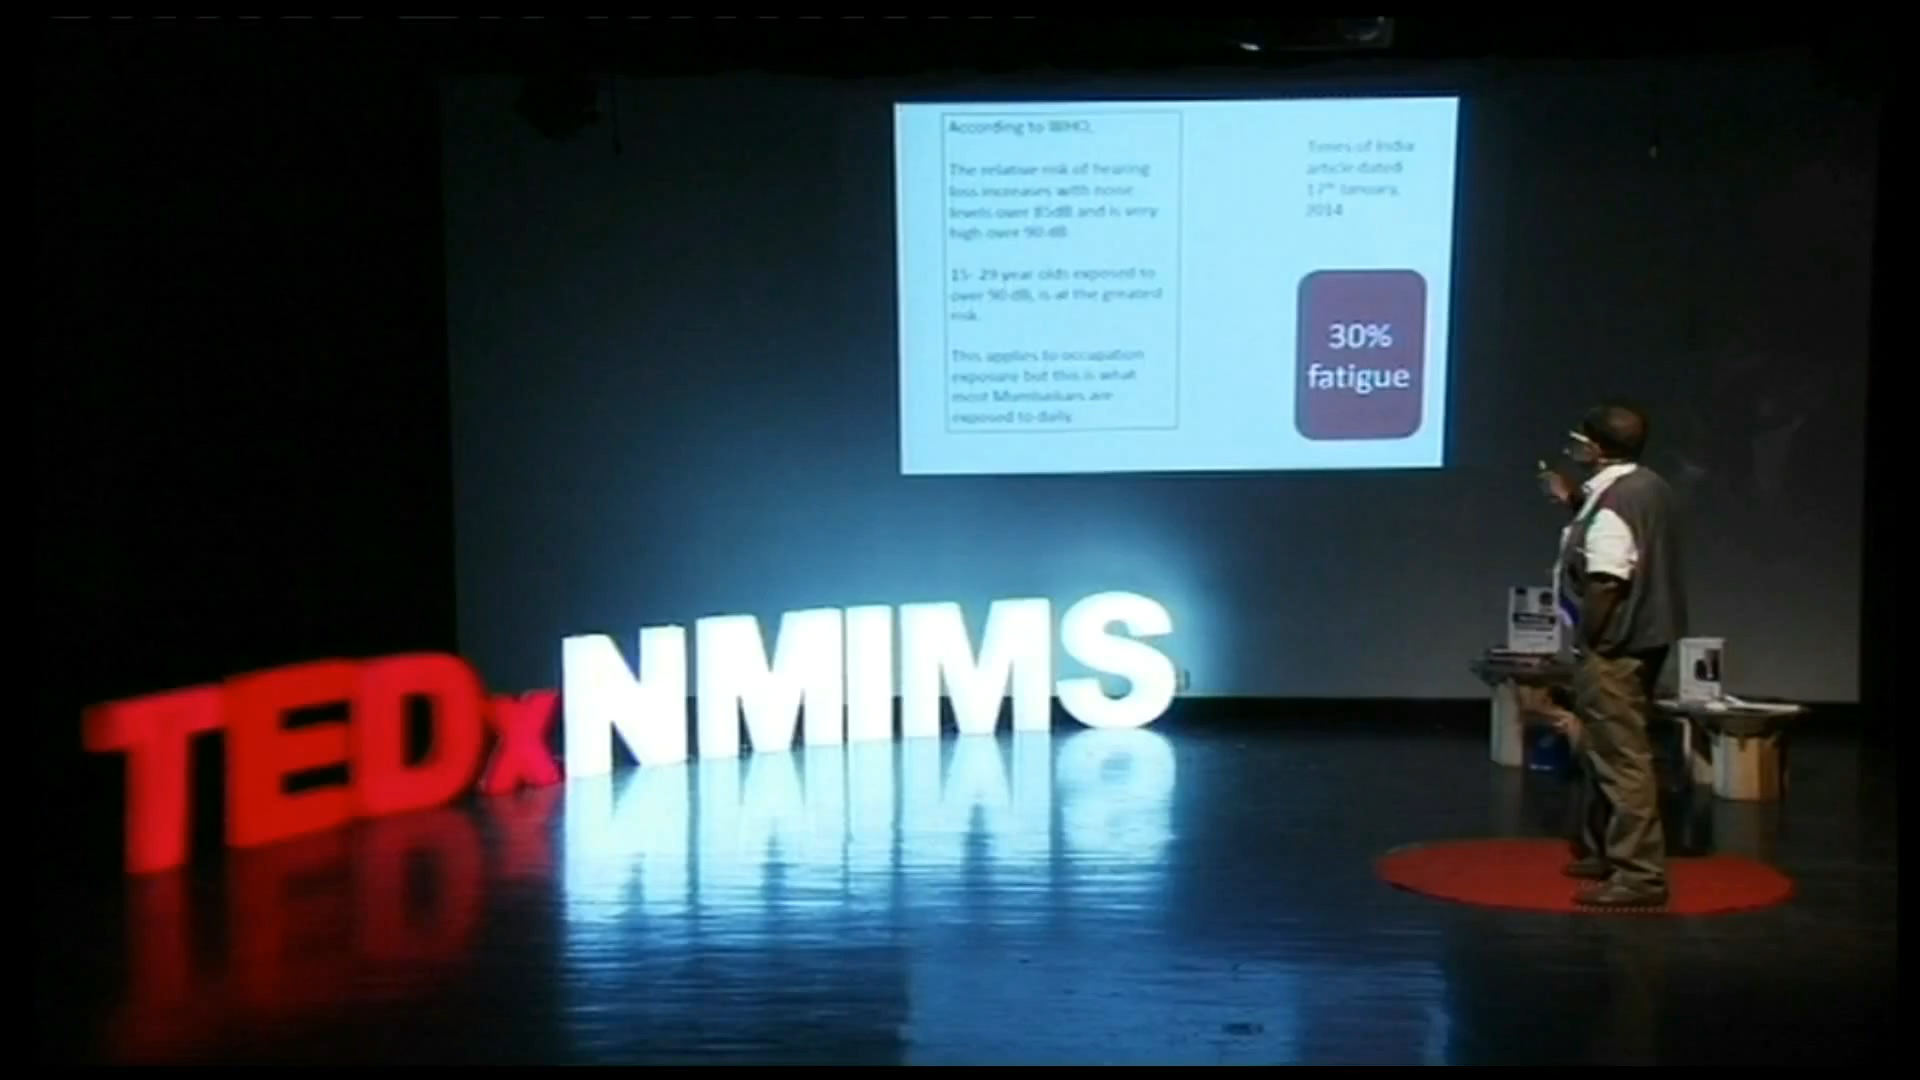 According to WHO,
The relative risk of hearing
loss increases with noise
levels over 85dB and is very
high over 90 dB.
15- 29 year olds exposed to
over 90 dB, is at the greatest
risk.
This applies to occupation
exposure but this is what
most Mumbaikars are
exposed to daily.
Times of India
article dated
17th January,
2014
30%
fatigue
TEDxNMIMS